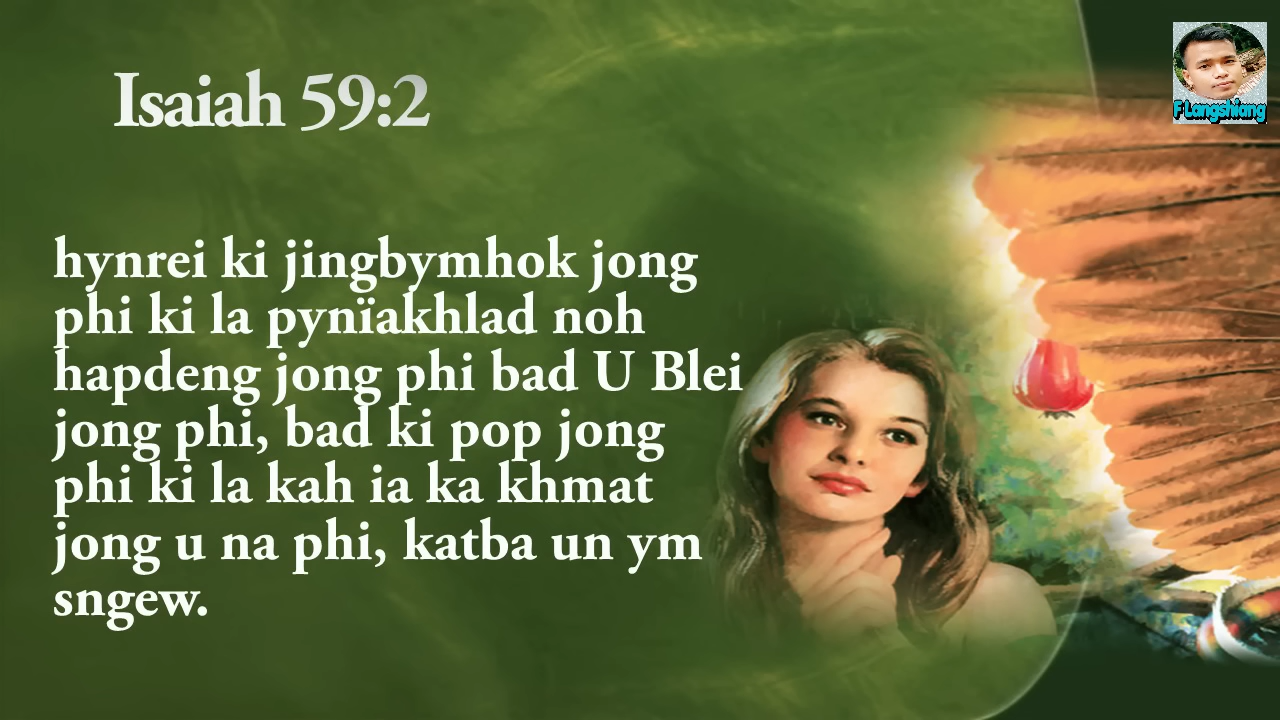 Isaiah 59:2
hynrei ki jingbymhok jong
phi ki la pynïakhlad noh
hapdeng jong phi bad U Blei
jong phi, bad ki pop jong
phi ki la kah ia ka khmat
jong u na phi, katba un ym
sngew.
F Langshiang